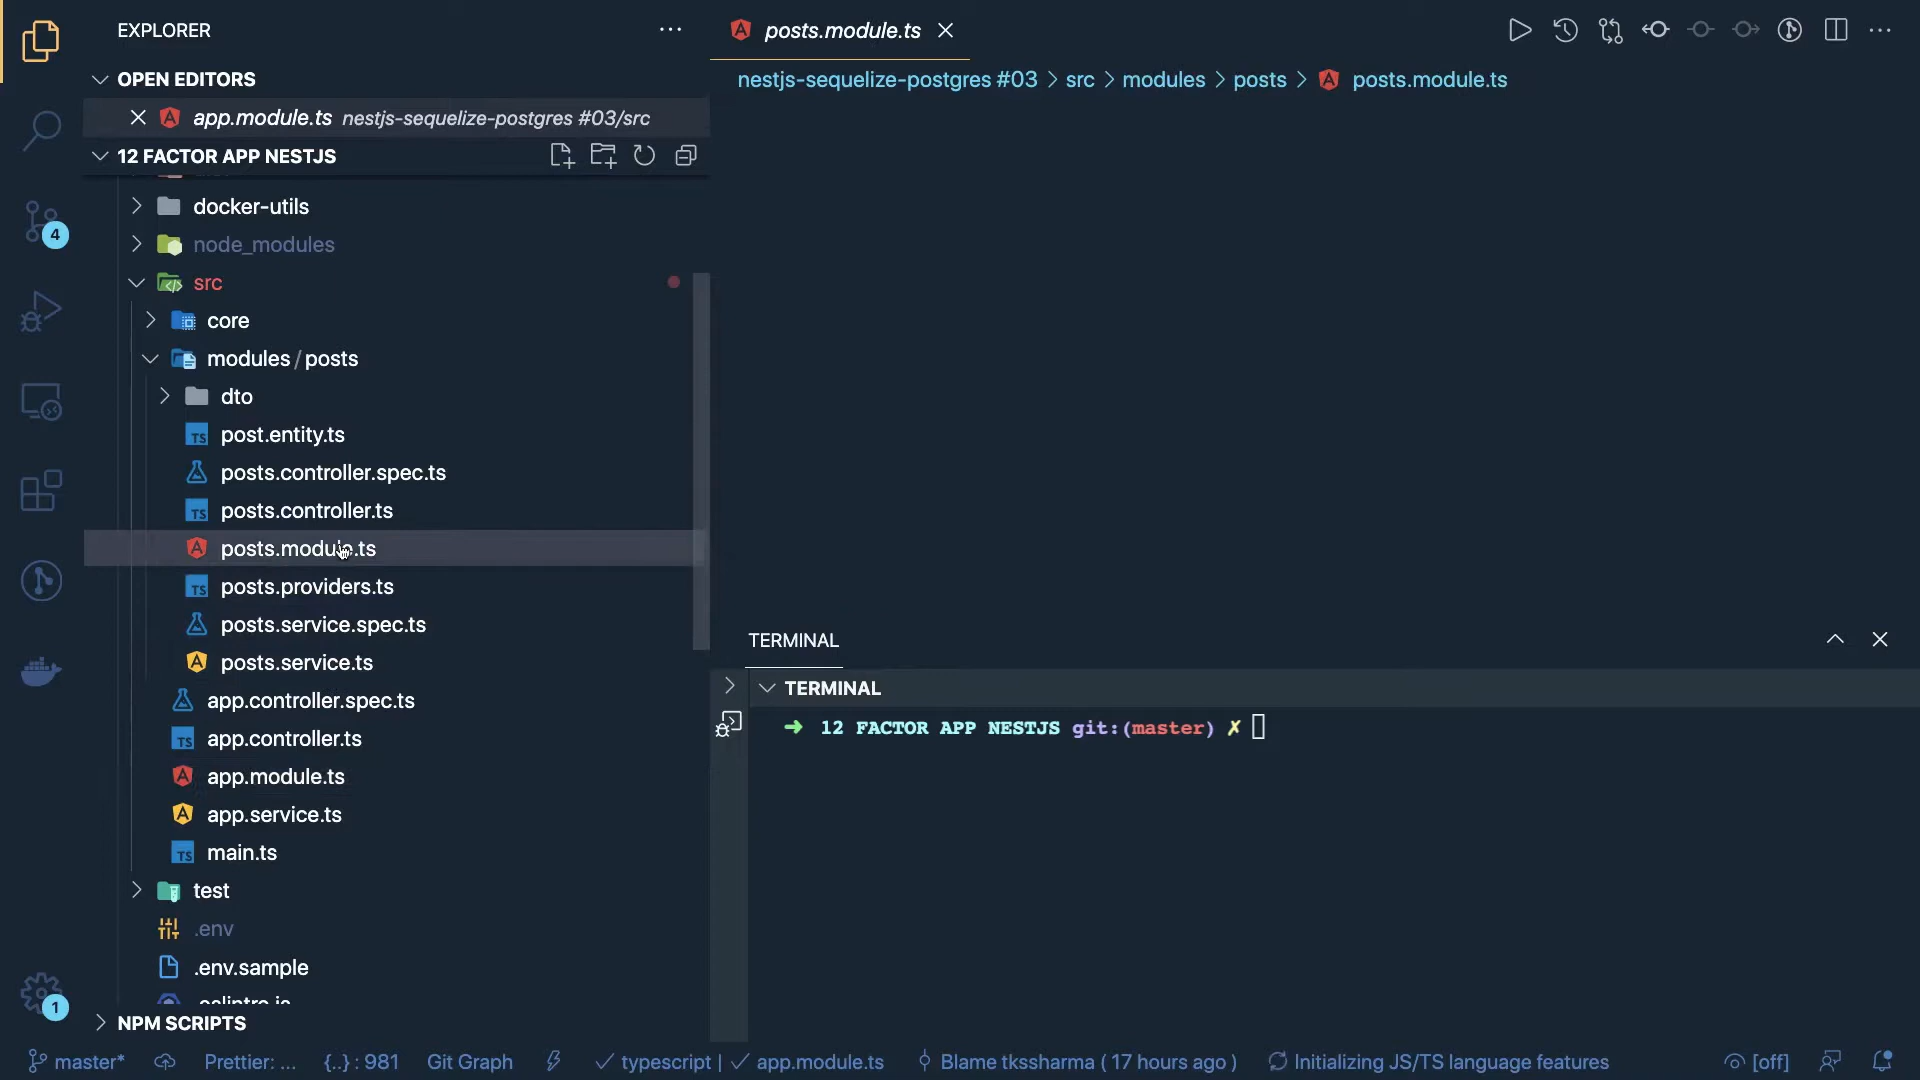 EXPLORER
OPEN EDITORS
app.module.ts nestjs-sequelize-postgres #03/src
12 FACTOR APP NESTJS
docker-utils
node_modules
src
core
modules / posts
dto
post.entity.ts
posts.controller.spec.ts
posts.controller.ts
posts.module.ts
posts.providers.ts
posts.service.spec.ts
posts.service.ts
app.controller.spec.ts
app.controller.ts
app.module.ts
app.service.ts
main.ts
test
.env
.env.sample
NPM SCRIPTS
4
1
posts.module.ts
nestjs-sequelize-postgres #03 > src > modules > posts > posts.module.ts
TERMINAL
TERMINAL
➜ 12 FACTOR APP NESTJS git:(master) ✗
master* Prettier: ... {..} : 981 Git Graph ✓ typescript | ✓ app.module.ts Blame tkssharma ( 17 hours ago ) Initializing JS/TS language features [off]